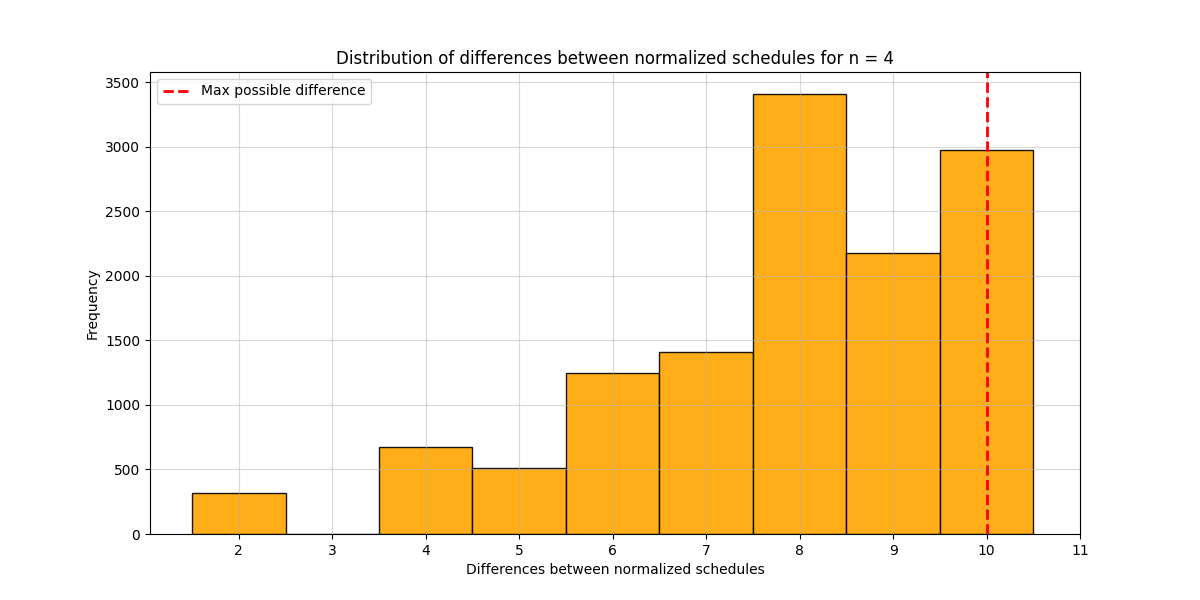 Distribution of differences between normalized schedules for n = 4
Max possible difference
3500
3000
2500
2000
1500
1000
500
0
Frequency
2 3 4 5 6 7 8 9 10 11
Differences between normalized schedules